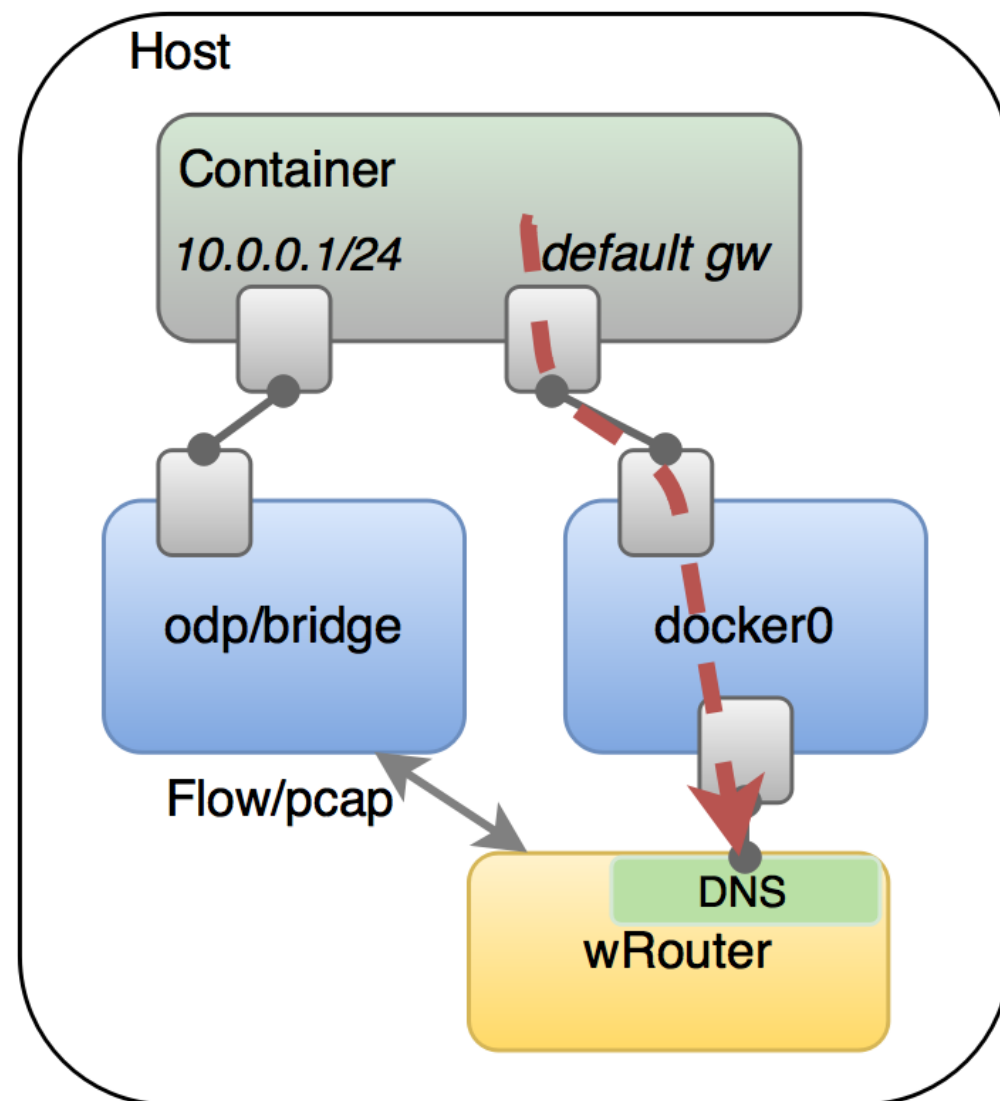 Host
Container
10.0.0.1/24
default gw
odp/bridge
docker0
Flow/pcap
DNS
wRouter